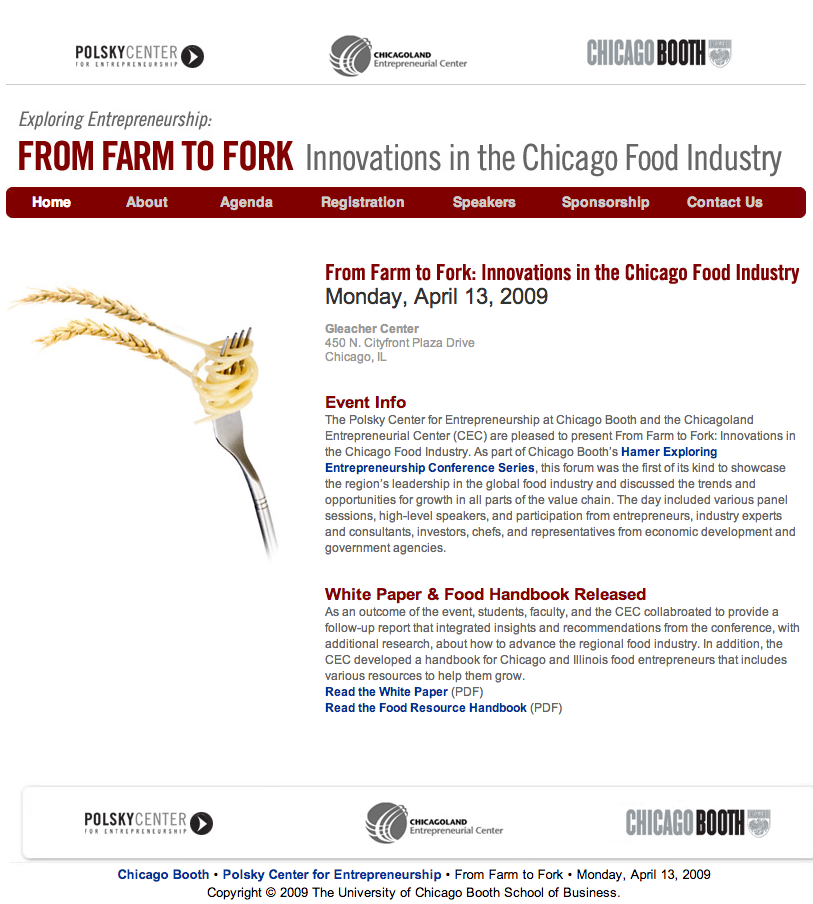 POLSKYCENTER
FOR ENTREPRENEURSHIP
CHICAGOLAND
Entrepreneurial Center
CHICAGO BOOTH
Exploring Entrepreneurship:
FROM FARM TO FORK Innovations in the Chicago Food Industry
Home About Agenda Registration Speakers Sponsorship Contact Us
From Farm to Fork: Innovations in the Chicago Food Industry
Monday, April 13, 2009
Gleacher Center
450 N. Cityfront Plaza Drive
Chicago, IL
Event Info
The Polsky Center for Entrepreneurship at Chicago Booth and the Chicagoland
Entrepreneurial Center (CEC) are pleased to present From Farm to Fork: Innovations in
the Chicago Food Industry. As part of Chicago Booth's Hamer Exploring
Entrepreneurship Conference Series, this forum was the first of its kind to showcase
the region's leadership in the global food industry and discussed the trends and
opportunities for growth in all parts of the value chain. The day included various panel
sessions, high-level speakers, and participation from entrepreneurs, industry experts
and consultants, investors, chefs, and representatives from economic development and
government agencies.
White Paper & Food Handbook Released
As an outcome of the event, students, faculty, and the CEC collabroated to provide a
follow-up report that integrated insights and recommendations from the conference, with
additional research, about how to advance the regional food industry. In addition, the
CEC developed a handbook for Chicago and Illinois food entrepreneurs that includes
various resources to help them grow.
Read the White Paper (PDF)
Read the Food Resource Handbook (PDF)
POLSKYCENTER
FOR ENTREPRENEURSHIP
CHICAGOLAND
Entrepreneurial Center
CHICAGO BOOTH
Chicago Booth • Polsky Center for Entrepreneurship • From Farm to Fork • Monday, April 13, 2009
Copyright © 2009 The University of Chicago Booth School of Business.